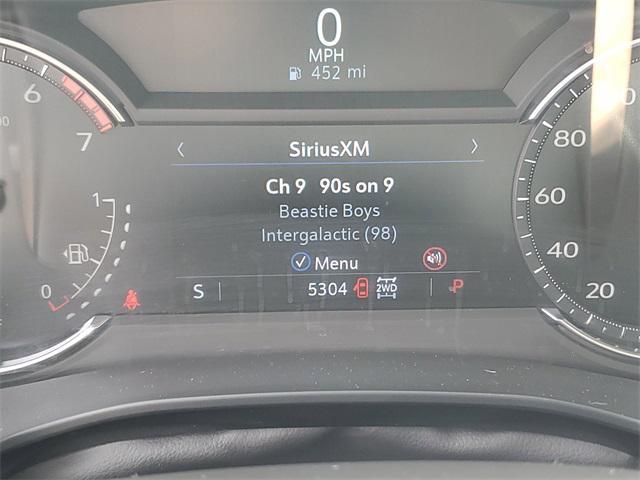 0
MPH
452 mi
6
7
1
0
< SiriusXM >
Ch 9 90s on 9
Beastie Boys
Intergalactic (98)
✓ Menu
S 5304 2WD P
80
60
40
20